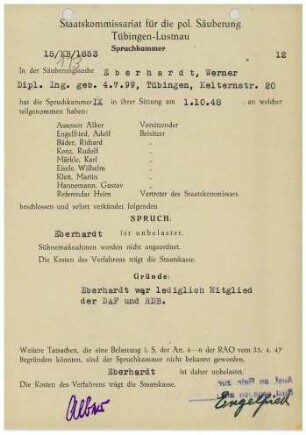 Staatskommissariat für die pol. Säuberung
Tübingen-Lustnau
Spruchkammer
15/KB/1853 12
1/3
In der Säuberungssache Eberhardt, Werner
Dipl. Ing. geb. 4.7.99, Tübingen, Kelternstr. 20
hat die Spruchkammer IX in ihrer Sitzung am 1.10.48 . an welcher
teilgenommen haben:
Assessor Alker Vorsitzender
Engelfried, Adolf Beisitzer
Bader, Richard "
Konz, Rudolf "
Märkle, Karl "
Eisele, Wilhelm "
Klett, Martin "
Hannemann, Gustav "
Referendar Heim Vertreter des Staatskommissars
beschlossen und sofort verkündet folgenden
SPRUCH:
Eberhardt ist unbelastet.
Sühnemaßnahmen werden nicht angeordnet.
Die Kosten des Verfahrens trägt die Staatskasse.
Gründe:
Eberhardt war lediglich Mitglied
der DAF und RDB.
Weitere Tatsachen, die eine Belastung i. S. der Art. 4—6 der RAO vom 25. 4. 47
Begründen könnten, sind der Spruchkammer nicht bekannt geworden.
Eberhardt ist daher unbelastet.
Die Kosten des Verfahrens trägt die Staatskasse.
Alker Engelfried